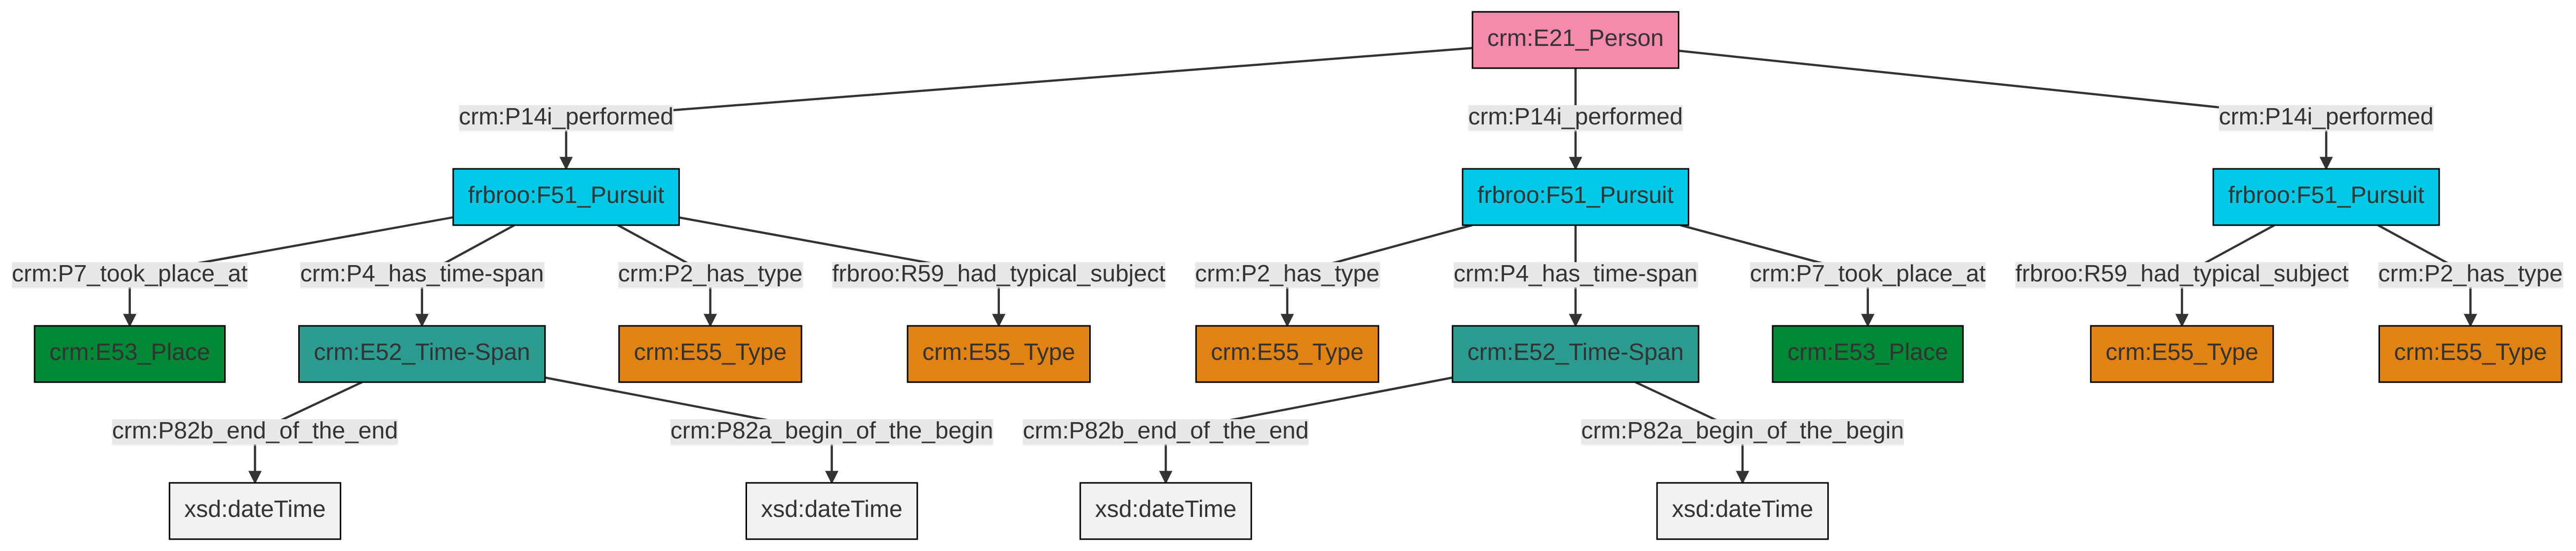 crm:E21_Person
crm:P14i_performed crm:P14i_performed crm:P14i_performed
frbroo:F51_Pursuit frbroo:F51_Pursuit frbroo:F51_Pursuit
crm:P7_took_place_at crm:P4_has_time-span crm:P2_has_type frbroo:R59_had_typical_subject crm:P2_has_type crm:P4_has_time-span crm:P7_took_place_at frbroo:R59_had_typical_subject crm:P2_has_type
crm:E53_Place crm:E52_Time-Span crm:E55_Type crm:E55_Type crm:E55_Type crm:E52_Time-Span crm:E53_Place crm:E55_Type crm:E55_Type
crm:P82b_end_of_the_end crm:P82a_begin_of_the_begin crm:P82b_end_of_the_end crm:P82a_begin_of_the_begin
xsd:dateTime xsd:dateTime xsd:dateTime xsd:dateTime